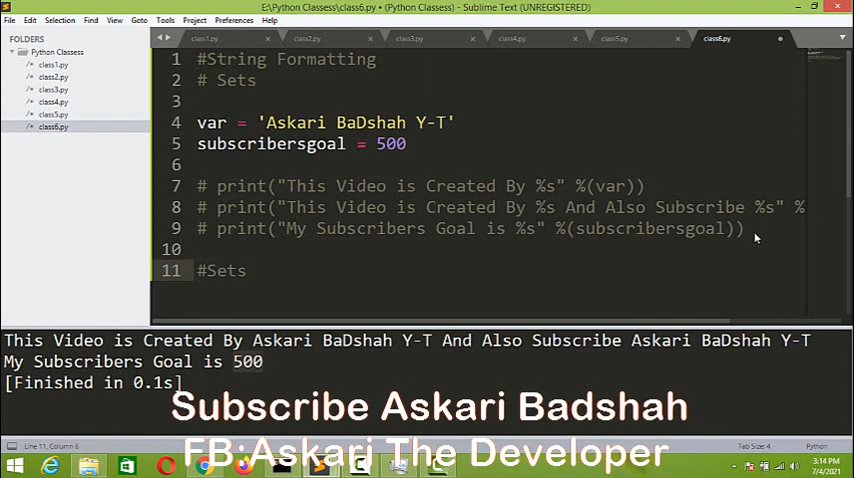 E:\Python Classess\class6.py • (Python Classess) - Sublime Text (UNREGISTERED)
File Edit Selection Find View Goto Tools Project Preferences Help
FOLDERS
Python Classess
class1.py
class2.py
class3.py
class4.py
class5.py
class6.py
class1.py class2.py class3.py class4.py class5.py class6.py
1 #String Formatting
2 # Sets
3
4 var = 'Askari BaDshah Y-T'
5 subscribersgoal = 500
6
7 # print("This Video is Created By %s" %(var))
8 # print("This Video is Created By %s And Also Subscribe %s" %
9 # print("My Subscribers Goal is %s" %(subscribersgoal))
10
11 #Sets
This Video is Created By Askari BaDshah Y-T And Also Subscribe Askari BaDshah Y-T
My Subscribers Goal is 500
[Finished in 0.1s]
Subscribe Askari Badshah
FB:Askari The Developer
Line 11, Column 6 Tab Size: 4 Python
3:14 PM
7/4/2021